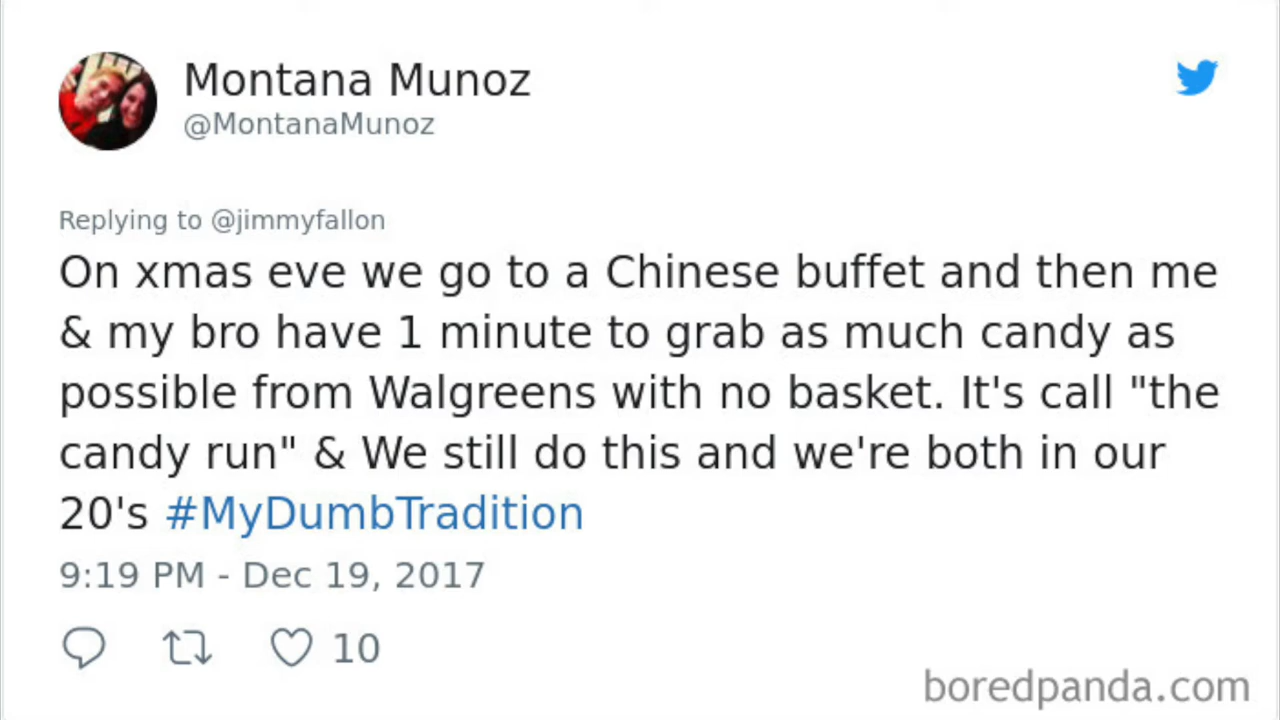 Montana Munoz
@MontanaMunoz
Replying to @jimmyfallon
On xmas eve we go to a Chinese buffet and then me
& my bro have 1 minute to grab as much candy as
possible from Walgreens with no basket. It's call "the
candy run" & We still do this and we're both in our
20's #MyDumbTradition
9:19 PM - Dec 19, 2017
10
boredpanda.com